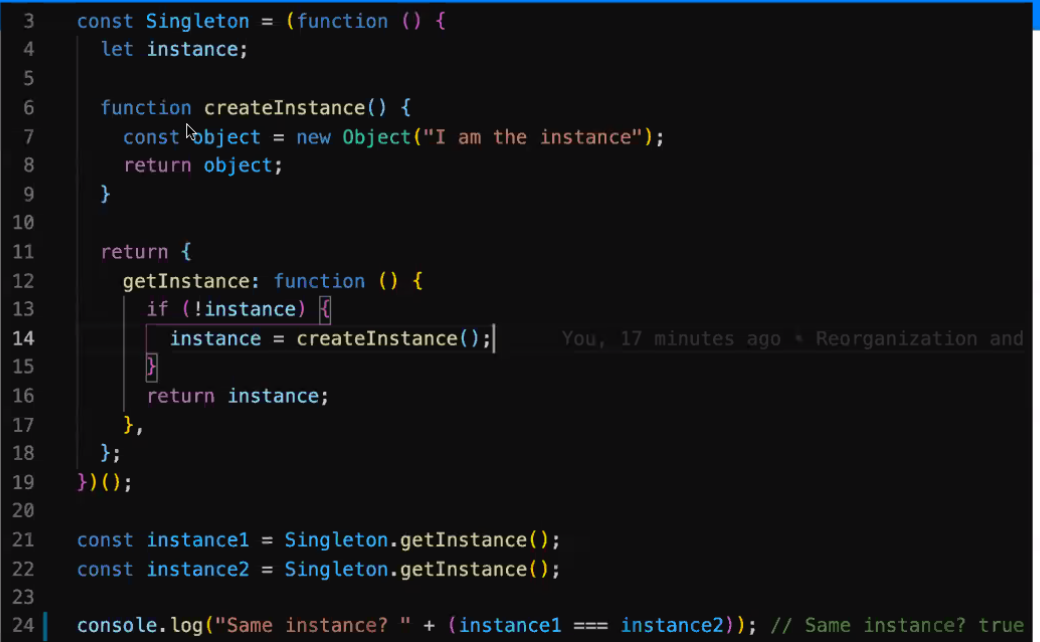 3 const Singleton = (function () {
4 let instance;
5
6 function createInstance() {
7 const object = new Object("I am the instance");
8 return object;
9 }
10
11 return {
12 getInstance: function () {
13 if (!instance) {
14 instance = createInstance(); You, 17 minutes ago • Reorganization and
15 }
16 return instance;
17 },
18 };
19 })();
20
21 const instance1 = Singleton.getInstance();
22 const instance2 = Singleton.getInstance();
23
24 console.log("Same instance? " + (instance1 === instance2)); // Same instance? true